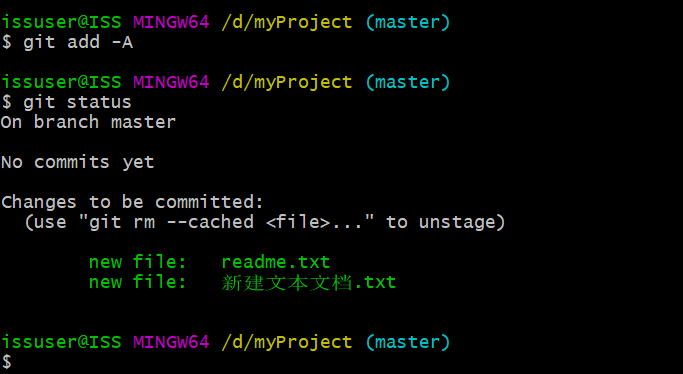 issuser@ISS MINGW64 /d/myProject (master)
$ git add -A
issuser@ISS MINGW64 /d/myProject (master)
$ git status
On branch master
No commits yet
Changes to be committed:
(use "git rm --cached <file>..." to unstage)
new file: readme.txt
new file: 新建文本文档.txt
issuser@ISS MINGW64 /d/myProject (master)
$